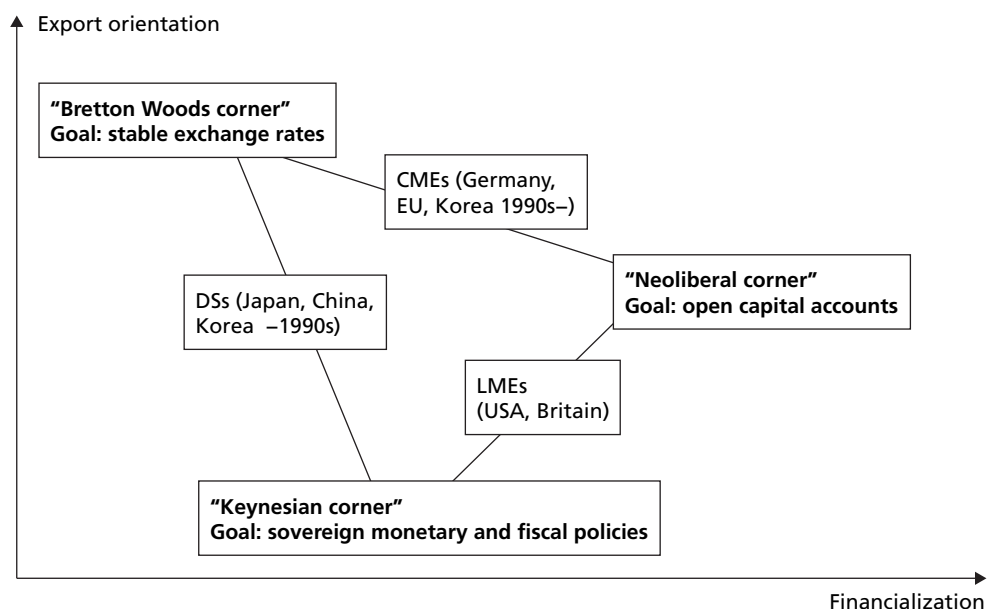 Export orientation
“Bretton Woods corner”
Goal: stable exchange rates
CMEs (Germany,
EU, Korea 1990s–)
“Neoliberal corner”
Goal: open capital accounts
DSs (Japan, China,
Korea –1990s)
LMEs
(USA, Britain)
“Keynesian corner”
Goal: sovereign monetary and fiscal policies
Financialization